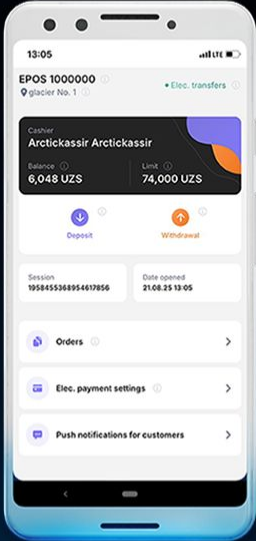 13:05
LTE
EPOS 1000000
glacier No. 1
Elec. transfers
Cashier
Arctickassir Arctickassir
Balance
Limit
6,048 UZS
74,000 UZS
Deposit
Withdrawal
Session
Date opened
1958455368954617856
21.08.25 13:05
Orders
Elec. payment settings
Push notifications for customers